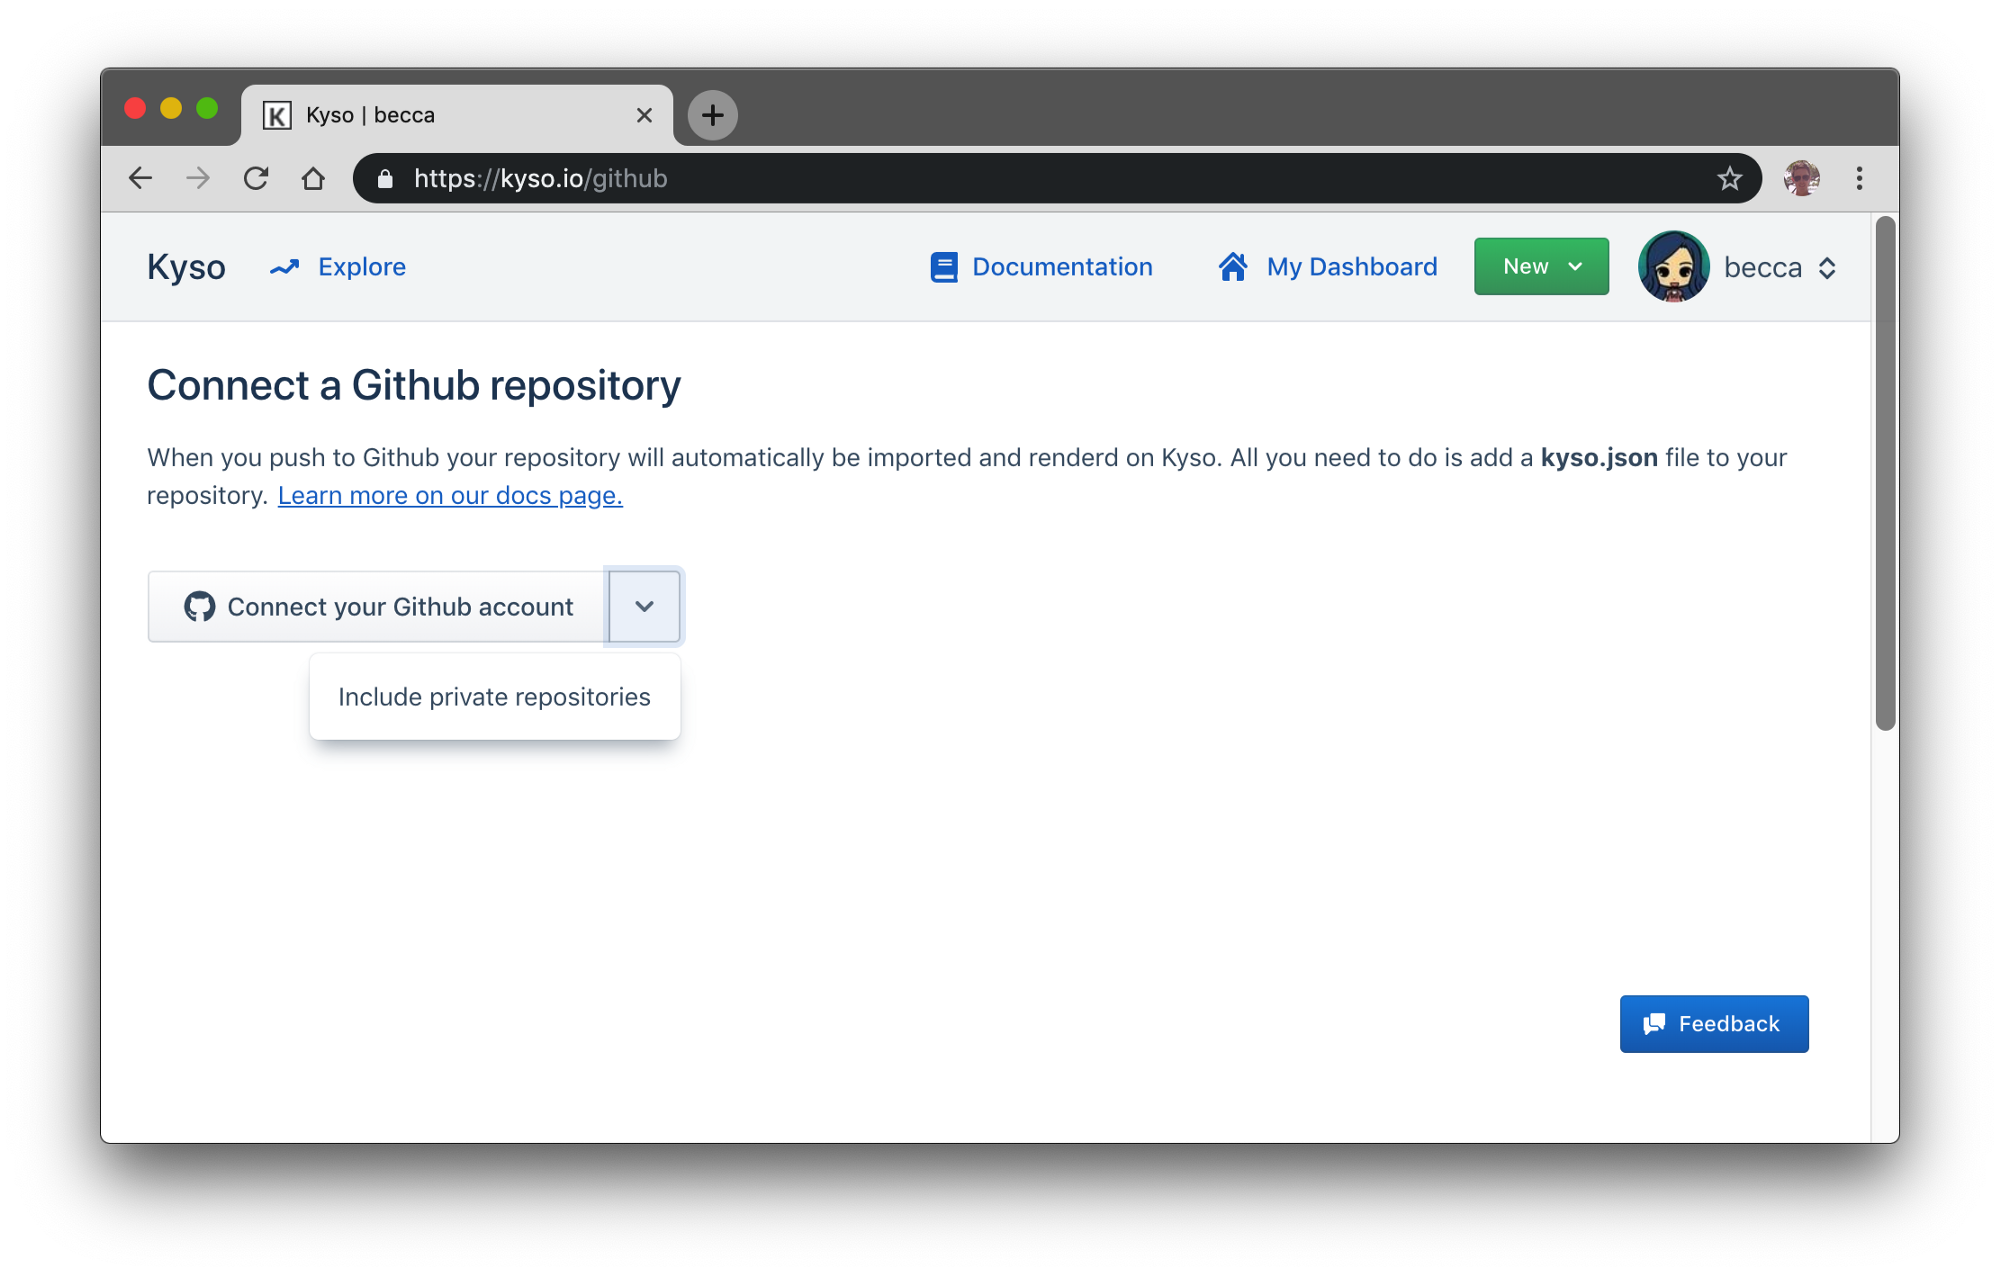 K Kyso | becca
https://kyso.io/github
Kyso Explore Documentation My Dashboard New becca
Connect a Github repository
When you push to Github your repository will automatically be imported and renderd on Kyso. All you need to do is add a kyso.json file to your
repository. Learn more on our docs page.
Connect your Github account
Include private repositories
Feedback